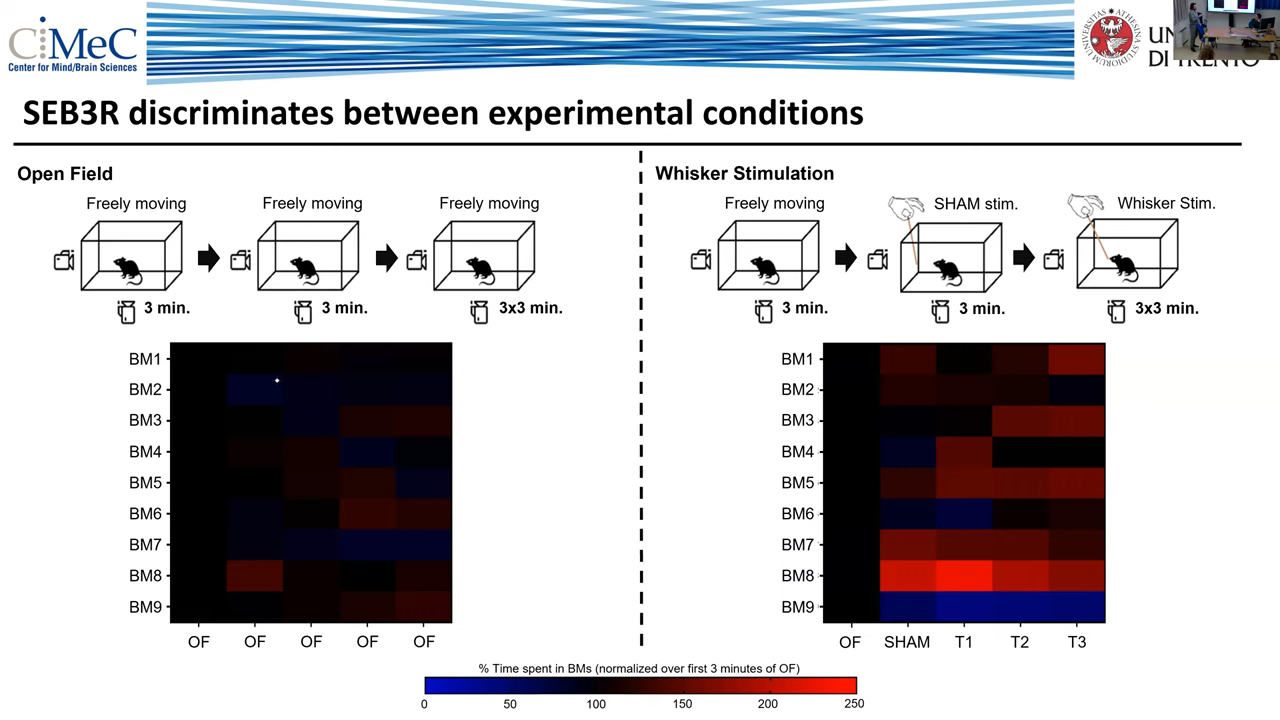 CiMeC
Center for Mind/Brain Sciences
UNIVERSITAS ATHESINA STUDIORUM
DI TRENTO
SEB3R discriminates between experimental conditions
Open Field
Freely moving
Freely moving
Freely moving
3 min.
3 min.
3x3 min.
BM1
BM2
BM3
BM4
BM5
BM6
BM7
BM8
BM9
OF
OF
OF
OF
OF
Whisker Stimulation
Freely moving
SHAM stim.
Whisker Stim.
3 min.
3 min.
3x3 min.
BM1
BM2
BM3
BM4
BM5
BM6
BM7
BM8
BM9
OF
SHAM
T1
T2
T3
% Time spent in BMs (normalized over first 3 minutes of OF)
0
50
100
150
200
250